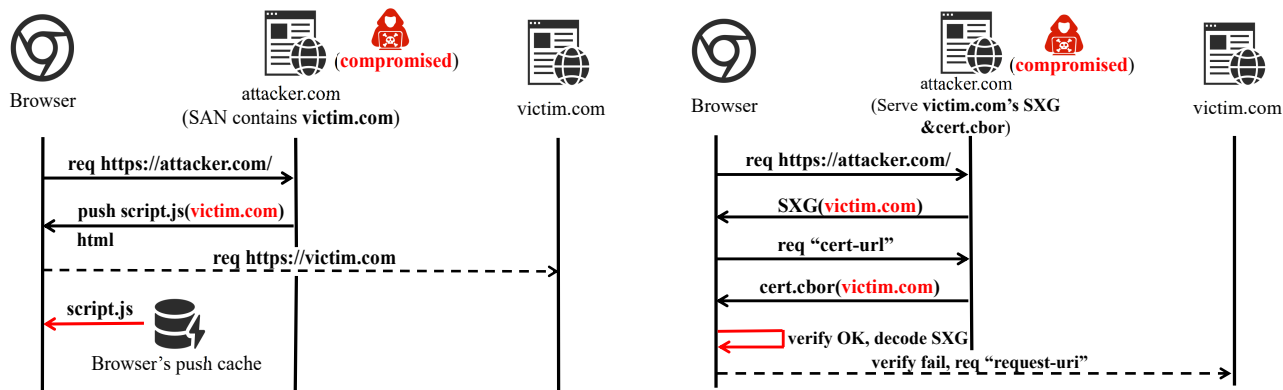 Browser
(compromised)
attacker.com
(SAN contains victim.com)
victim.com
req https://attacker.com/
push script.js(victim.com)
html
req https://victim.com
script.js
Browser's push cache
Browser
(compromised)
attacker.com
(Serve victim.com's SXG
&cert.cbor)
victim.com
req https://attacker.com/
SXG(victim.com)
req “cert-url”
cert.cbor(victim.com)
verify OK, decode SXG
verify fail, req “request-uri”